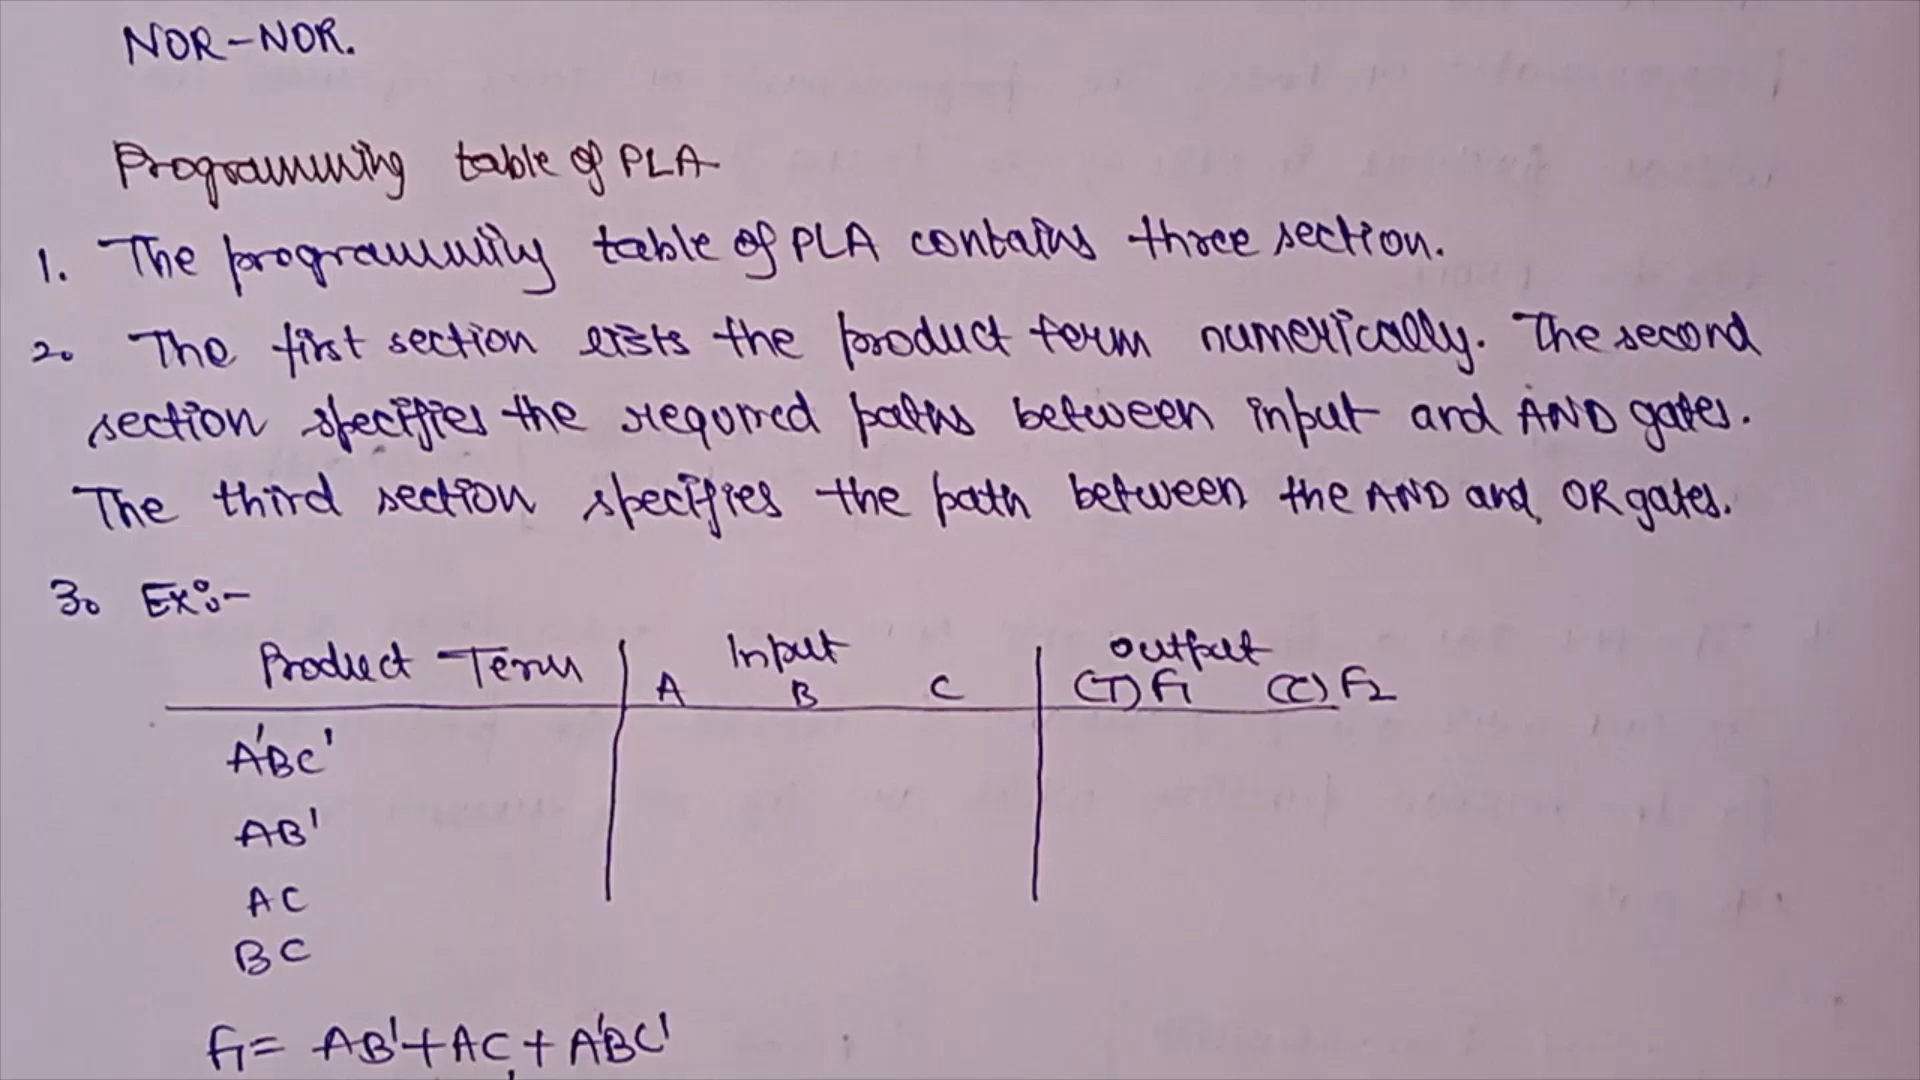 NOR-NOR.
Programming table of PLA
1. The programming table of PLA contains three section.
2. The first section lists the product term numerically. The second
section specifies the required paths between input and AND gates.
The third section specifies the path between the AND and OR gates.
3. Ex:-
Product Term Input output
A B C (T) F1 (C) F2
A'BC'
AB'
AC
BC
F1 = AB'+AC+A'BC'